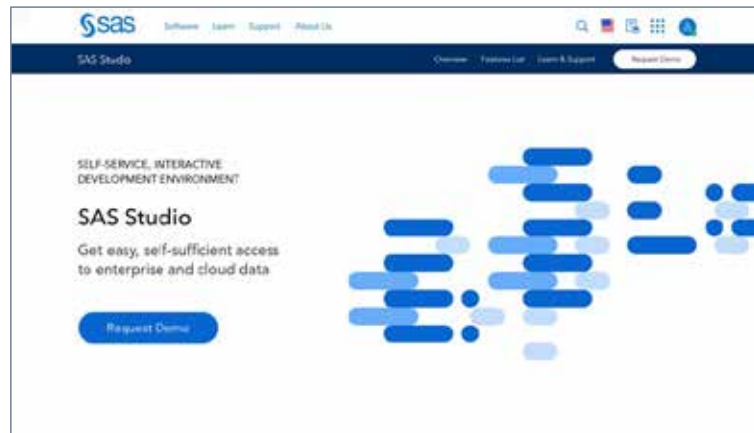 sas
Software Learn Support About Us
SAS Studio
Overview Features List Learn & Support Request Demo
SELF-SERVICE, INTERACTIVE
DEVELOPMENT ENVIRONMENT
SAS Studio
Get easy, self-sufficient access
to enterprise and cloud data
Request Demo